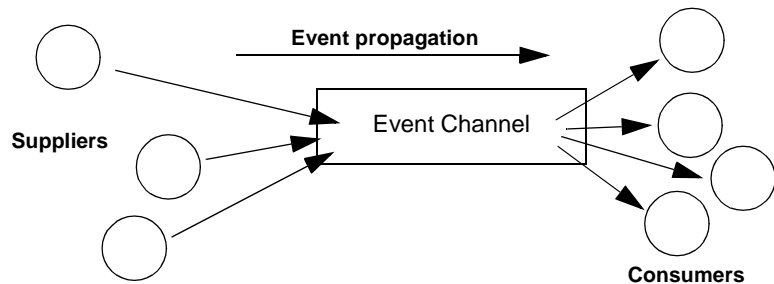 Event propagation
Event Channel
Suppliers
Consumers